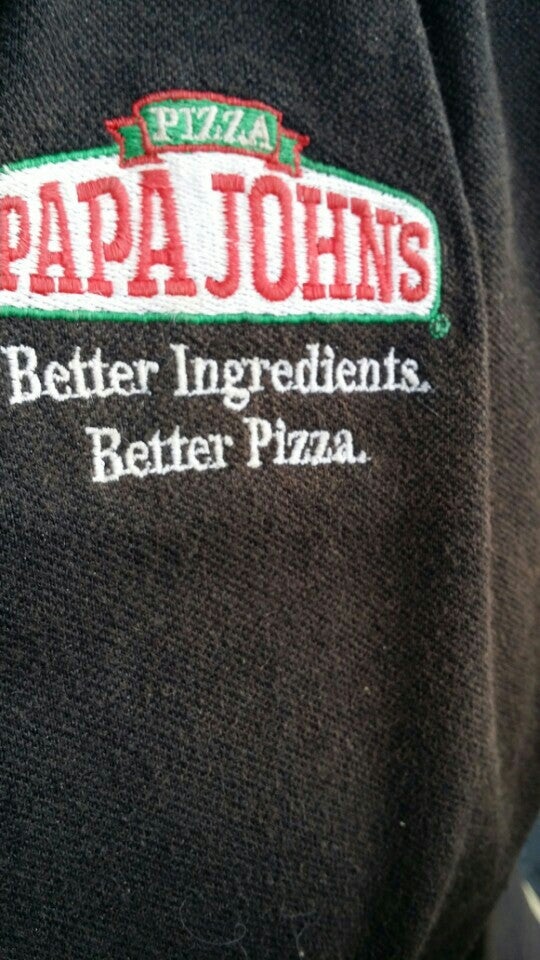 PIZZA
PAPA JOHN'S
Better Ingredients.
Better Pizza.